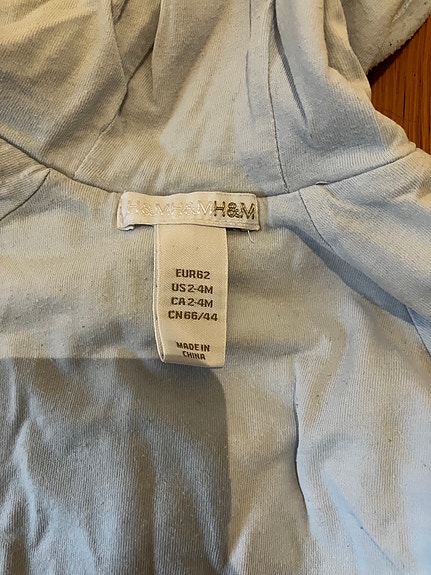 H&MH&MH&M
EUR62
US2-4M
CA2-4M
CN66/44
MADE IN
CHINA